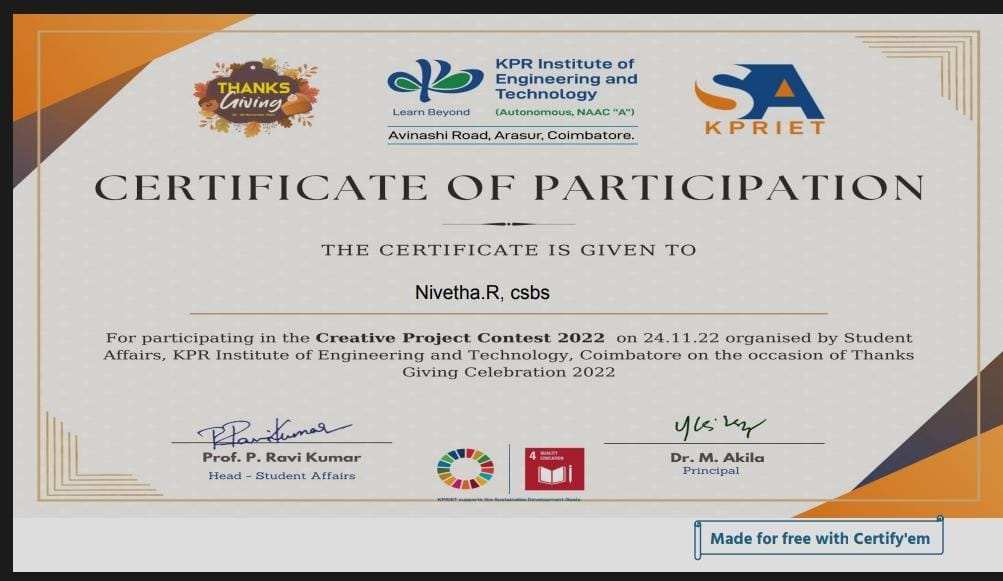 THANKS
Giving
KPR Institute of
Engineering and
Technology
Learn Beyond
(Autonomous, NAAC "A")
Avinashi Road, Arasur, Coimbatore.
SA
KPRIET
CERTIFICATE OF PARTICIPATION
THE CERTIFICATE IS GIVEN TO
Nivetha.R, csbs
For participating in the Creative Project Contest 2022 on 24.11.22 organised by Student
Affairs, KPR Institute of Engineering and Technology, Coimbatore on the occasion of Thanks
Giving Celebration 2022
Prof. P. Ravi Kumar
Head - Student Affairs
4 QUALITY
EDUCATION
Dr. M. Akila
Principal
KPRIET supports the Sustainable Development Goals
Made for free with Certify'em